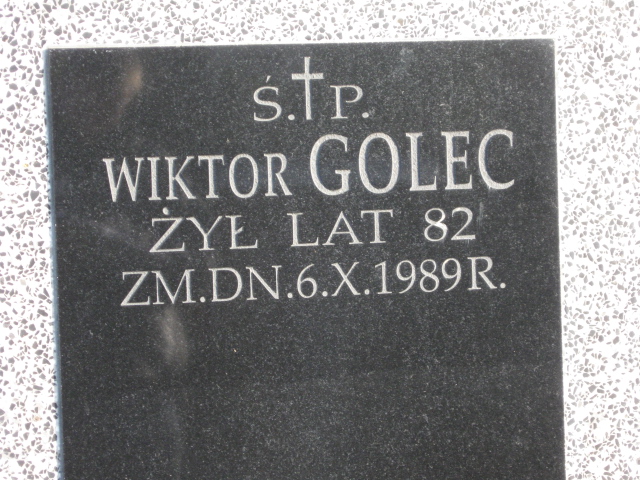 Ś.†P.
WIKTOR GOLEC
ŻYŁ LAT 82
ZM.DN.6.X.1989R.